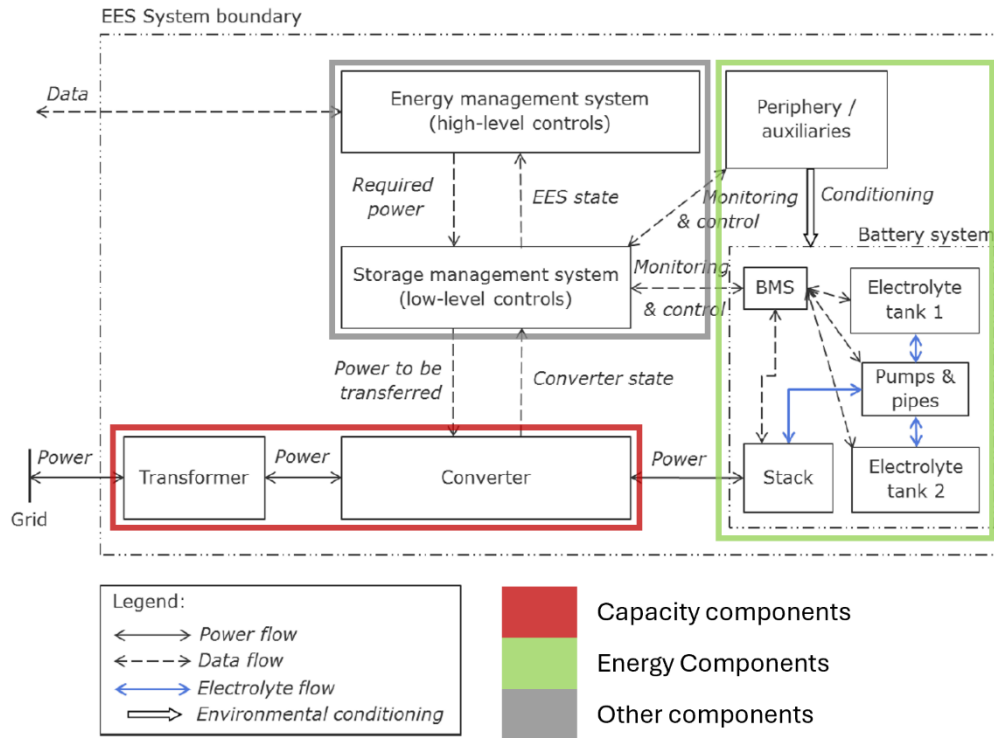 EES System boundary
Data
Energy management system
(high-level controls)
Periphery /
auxiliaries
Required
power
EES state
Monitoring
& control
Conditioning
Battery system
Storage management system
(low-level controls)
Monitoring
& control
BMS
Electrolyte
tank 1
Power to be
transferred
Converter state
Pumps &
pipes
Power
Transformer
Power
Converter
Power
Stack
Electrolyte
tank 2
Grid
Legend:
Power flow
Data flow
Electrolyte flow
Environmental conditioning
Capacity components
Energy Components
Other components